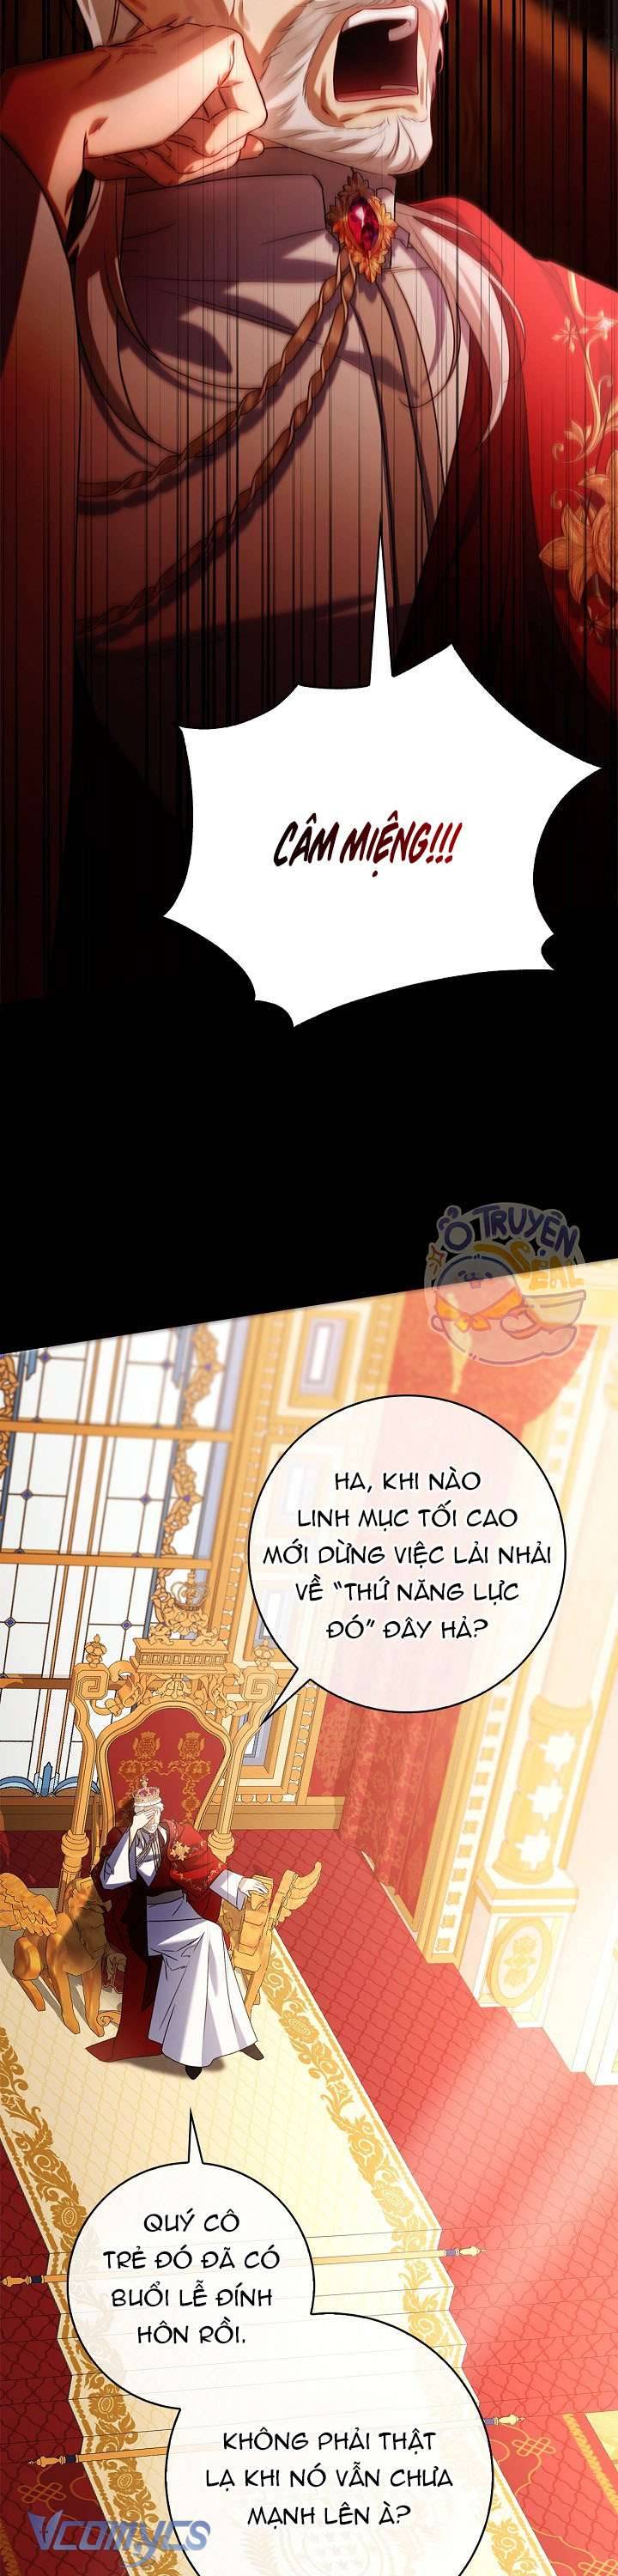 CÂM MIỆNG!!!
Ổ TRUYỆN
SEAL
HA, KHI NÀO
LINH MỤC TỐI CAO
MỚI DỪNG VIỆC LẢI NHẢI
VỀ "THỨ NĂNG LỰC
ĐÓ" ĐÂY HẢ?
QUÝ CÔ
TRẺ ĐÓ ĐÃ CÓ
BUỔI LỄ ĐÍNH
HÔN RỒI.
KHÔNG PHẢI THẬT
LẠ KHI NÓ VẪN CHƯA
MẠNH LÊN À?
VCOMYCS